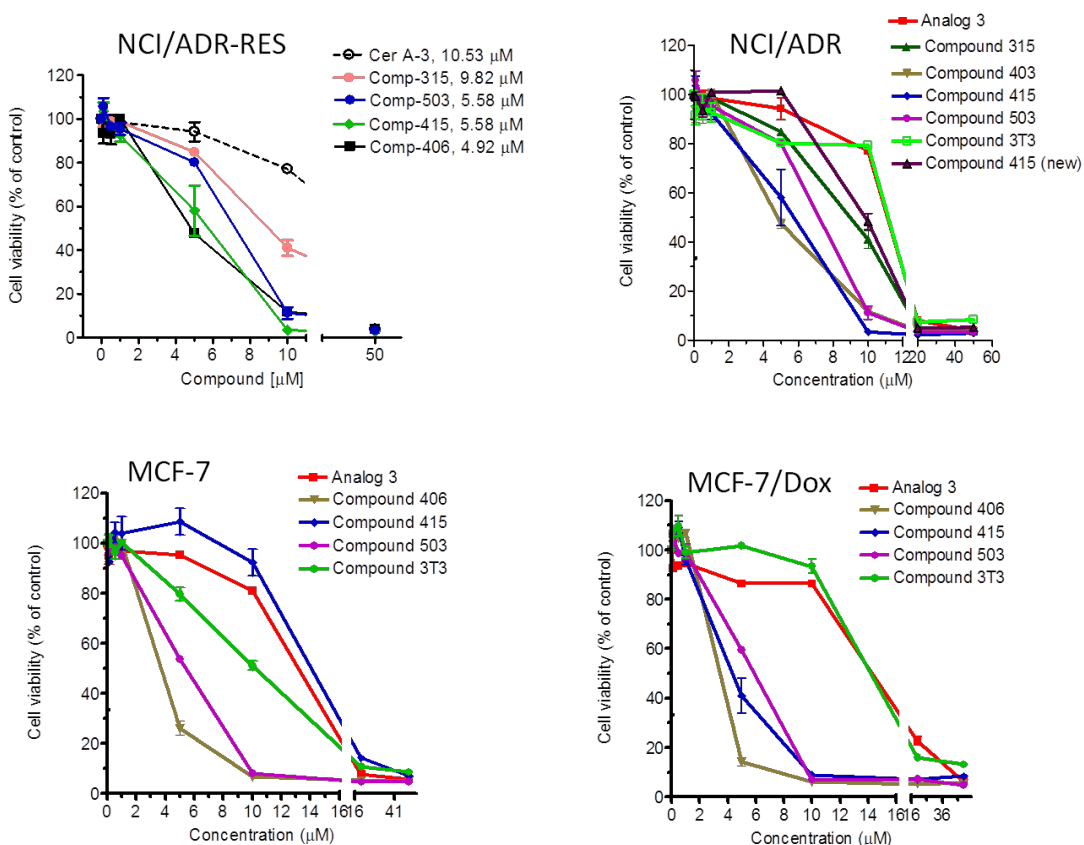 NCI/ADR-RES
Cer A-3, 10.53 μM
Comp-315, 9.82 μM
Comp-503, 5.58 μM
Comp-415, 5.58 μM
Comp-406, 4.92 μM
Cell viability (% of control)
120
100
80
60
40
20
0
0 2 4 6 8 10 50
Compound [μM]
NCI/ADR
Analog 3
Compound 315
Compound 403
Compound 415
Compound 503
Compound 3T3
Compound 415 (new)
Cell viability (% of control)
120
100
80
60
40
20
0
0 2 4 6 8 10 12 20 40 60
Concentration (μM)
MCF-7
Analog 3
Compound 406
Compound 415
Compound 503
Compound 3T3
Cell viability (% of control)
120
100
80
60
40
20
0
0 2 4 6 8 10 12 14 16 16 41
Concentration (μM)
MCF-7/Dox
Analog 3
Compound 406
Compound 415
Compound 503
Compound 3T3
Cell viability (% of control)
120
100
80
60
40
20
0
0 2 4 6 8 10 12 14 16 16 36
Concentration (μM)